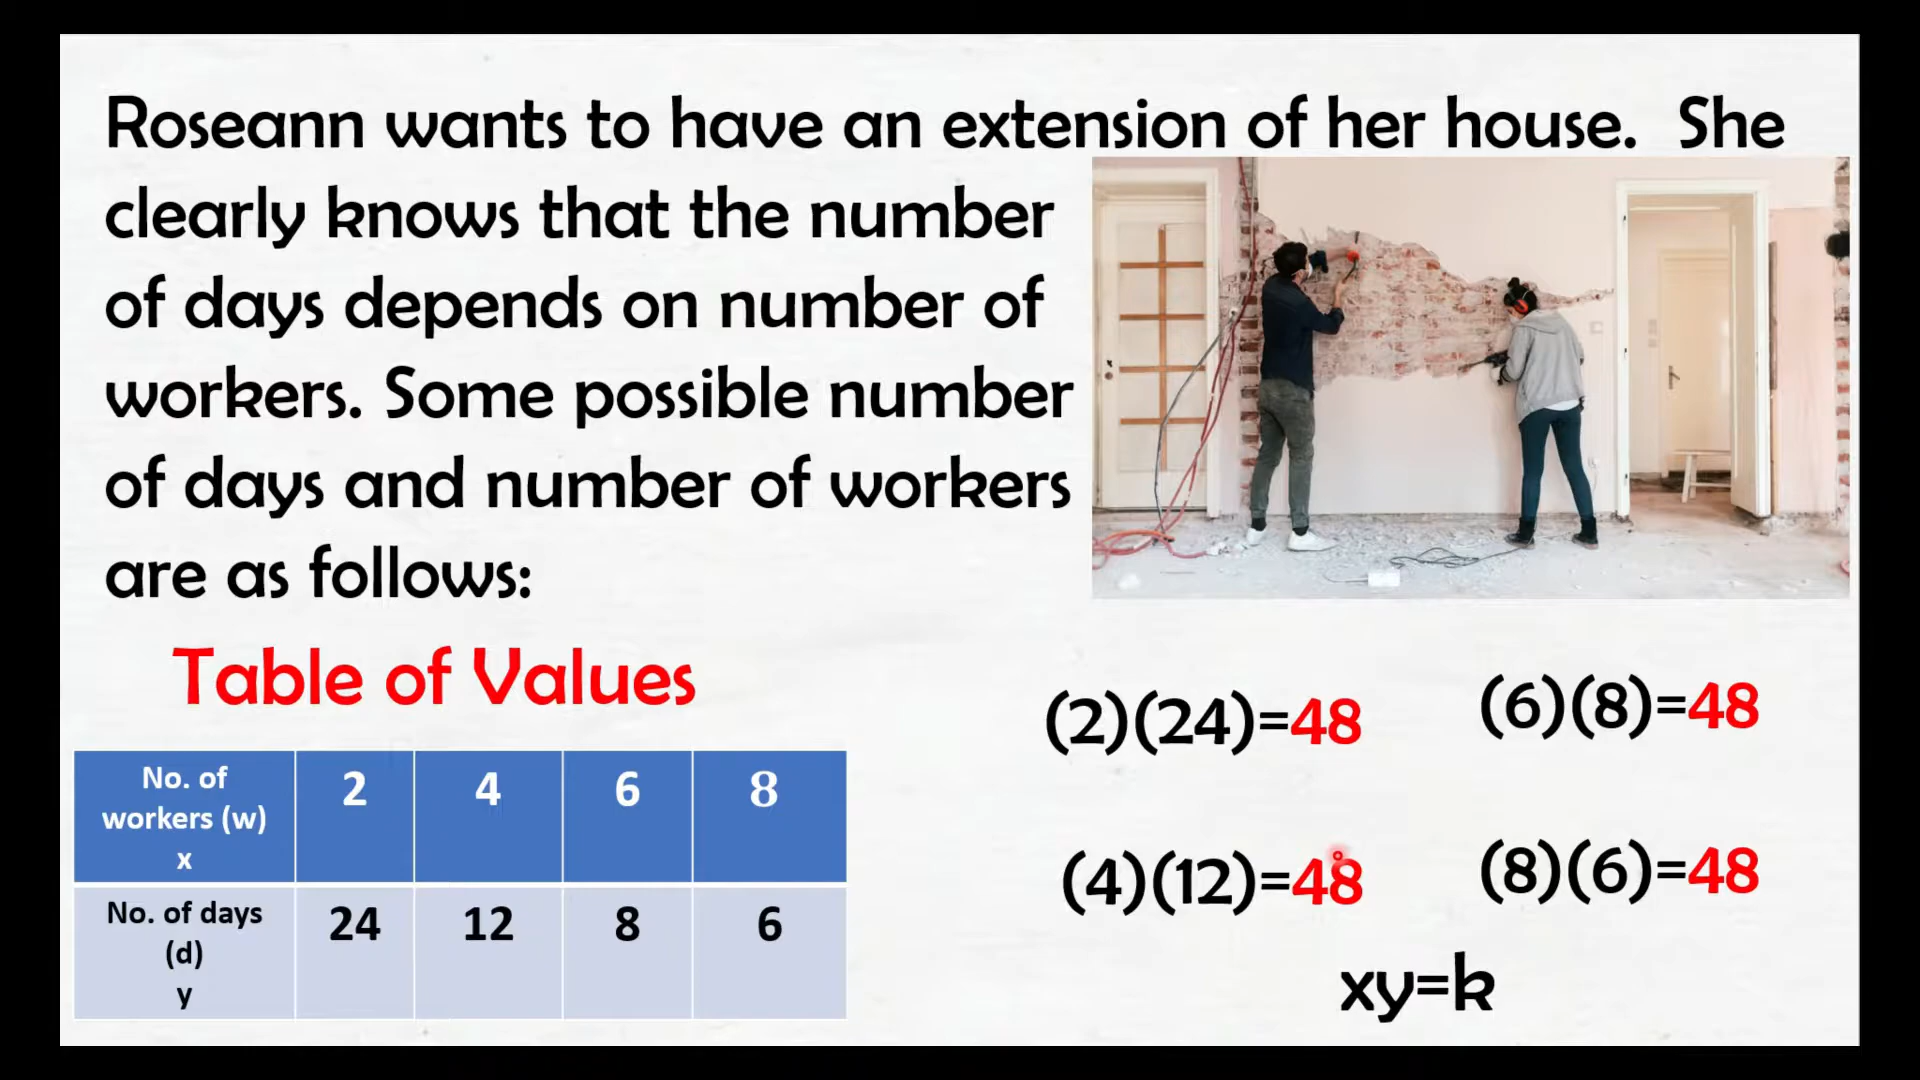 Roseann wants to have an extension of her house. She
clearly knows that the number
of days depends on number of
workers. Some possible number
of days and number of workers
are as follows:
Table of Values
No. of
workers (w)
x
2
4
6
8
No. of days
(d)
y
24
12
8
6
(2)(24)=48
(6)(8)=48
(4)(12)=48
(8)(6)=48
xy=k